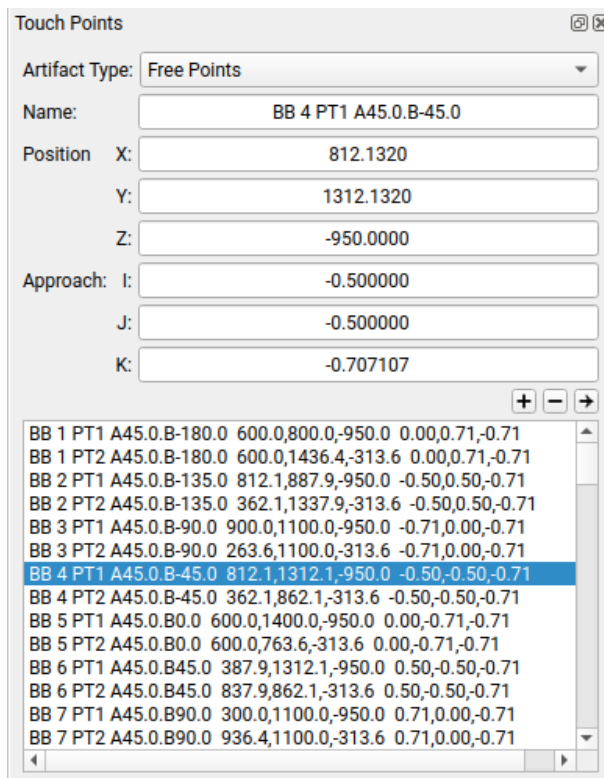 Touch Points
Artifact Type: Free Points
Name: BB 4 PT1 A45.0.B-45.0
Position X: 812.1320
Y: 1312.1320
Z: -950.0000
Approach: I: -0.500000
J: -0.500000
K: -0.707107
BB 1 PT1 A45.0.B-180.0 600.0,800.0,-950.0 0.00,0.71,-0.71
BB 1 PT2 A45.0.B-180.0 600.0,1436.4,-313.6 0.00,0.71,-0.71
BB 2 PT1 A45.0.B-135.0 812.1,887.9,-950.0 -0.50,0.50,-0.71
BB 2 PT2 A45.0.B-135.0 362.1,1337.9,-313.6 -0.50,0.50,-0.71
BB 3 PT1 A45.0.B-90.0 900.0,1100.0,-950.0 -0.71,0.00,-0.71
BB 3 PT2 A45.0.B-90.0 263.6,1100.0,-313.6 -0.71,0.00,-0.71
BB 4 PT1 A45.0.B-45.0 812.1,1312.1,-950.0 -0.50,-0.50,-0.71
BB 4 PT2 A45.0.B-45.0 362.1,862.1,-313.6 -0.50,-0.50,-0.71
BB 5 PT1 A45.0.B0.0 600.0,1400.0,-950.0 0.00,-0.71,-0.71
BB 5 PT2 A45.0.B0.0 600.0,763.6,-313.6 0.00,-0.71,-0.71
BB 6 PT1 A45.0.B45.0 387.9,1312.1,-950.0 0.50,-0.50,-0.71
BB 6 PT2 A45.0.B45.0 837.9,862.1,-313.6 0.50,-0.50,-0.71
BB 7 PT1 A45.0.B90.0 300.0,1100.0,-950.0 0.71,0.00,-0.71
BB 7 PT2 A45.0.B90.0 936.4,1100.0,-313.6 0.71,0.00,-0.71